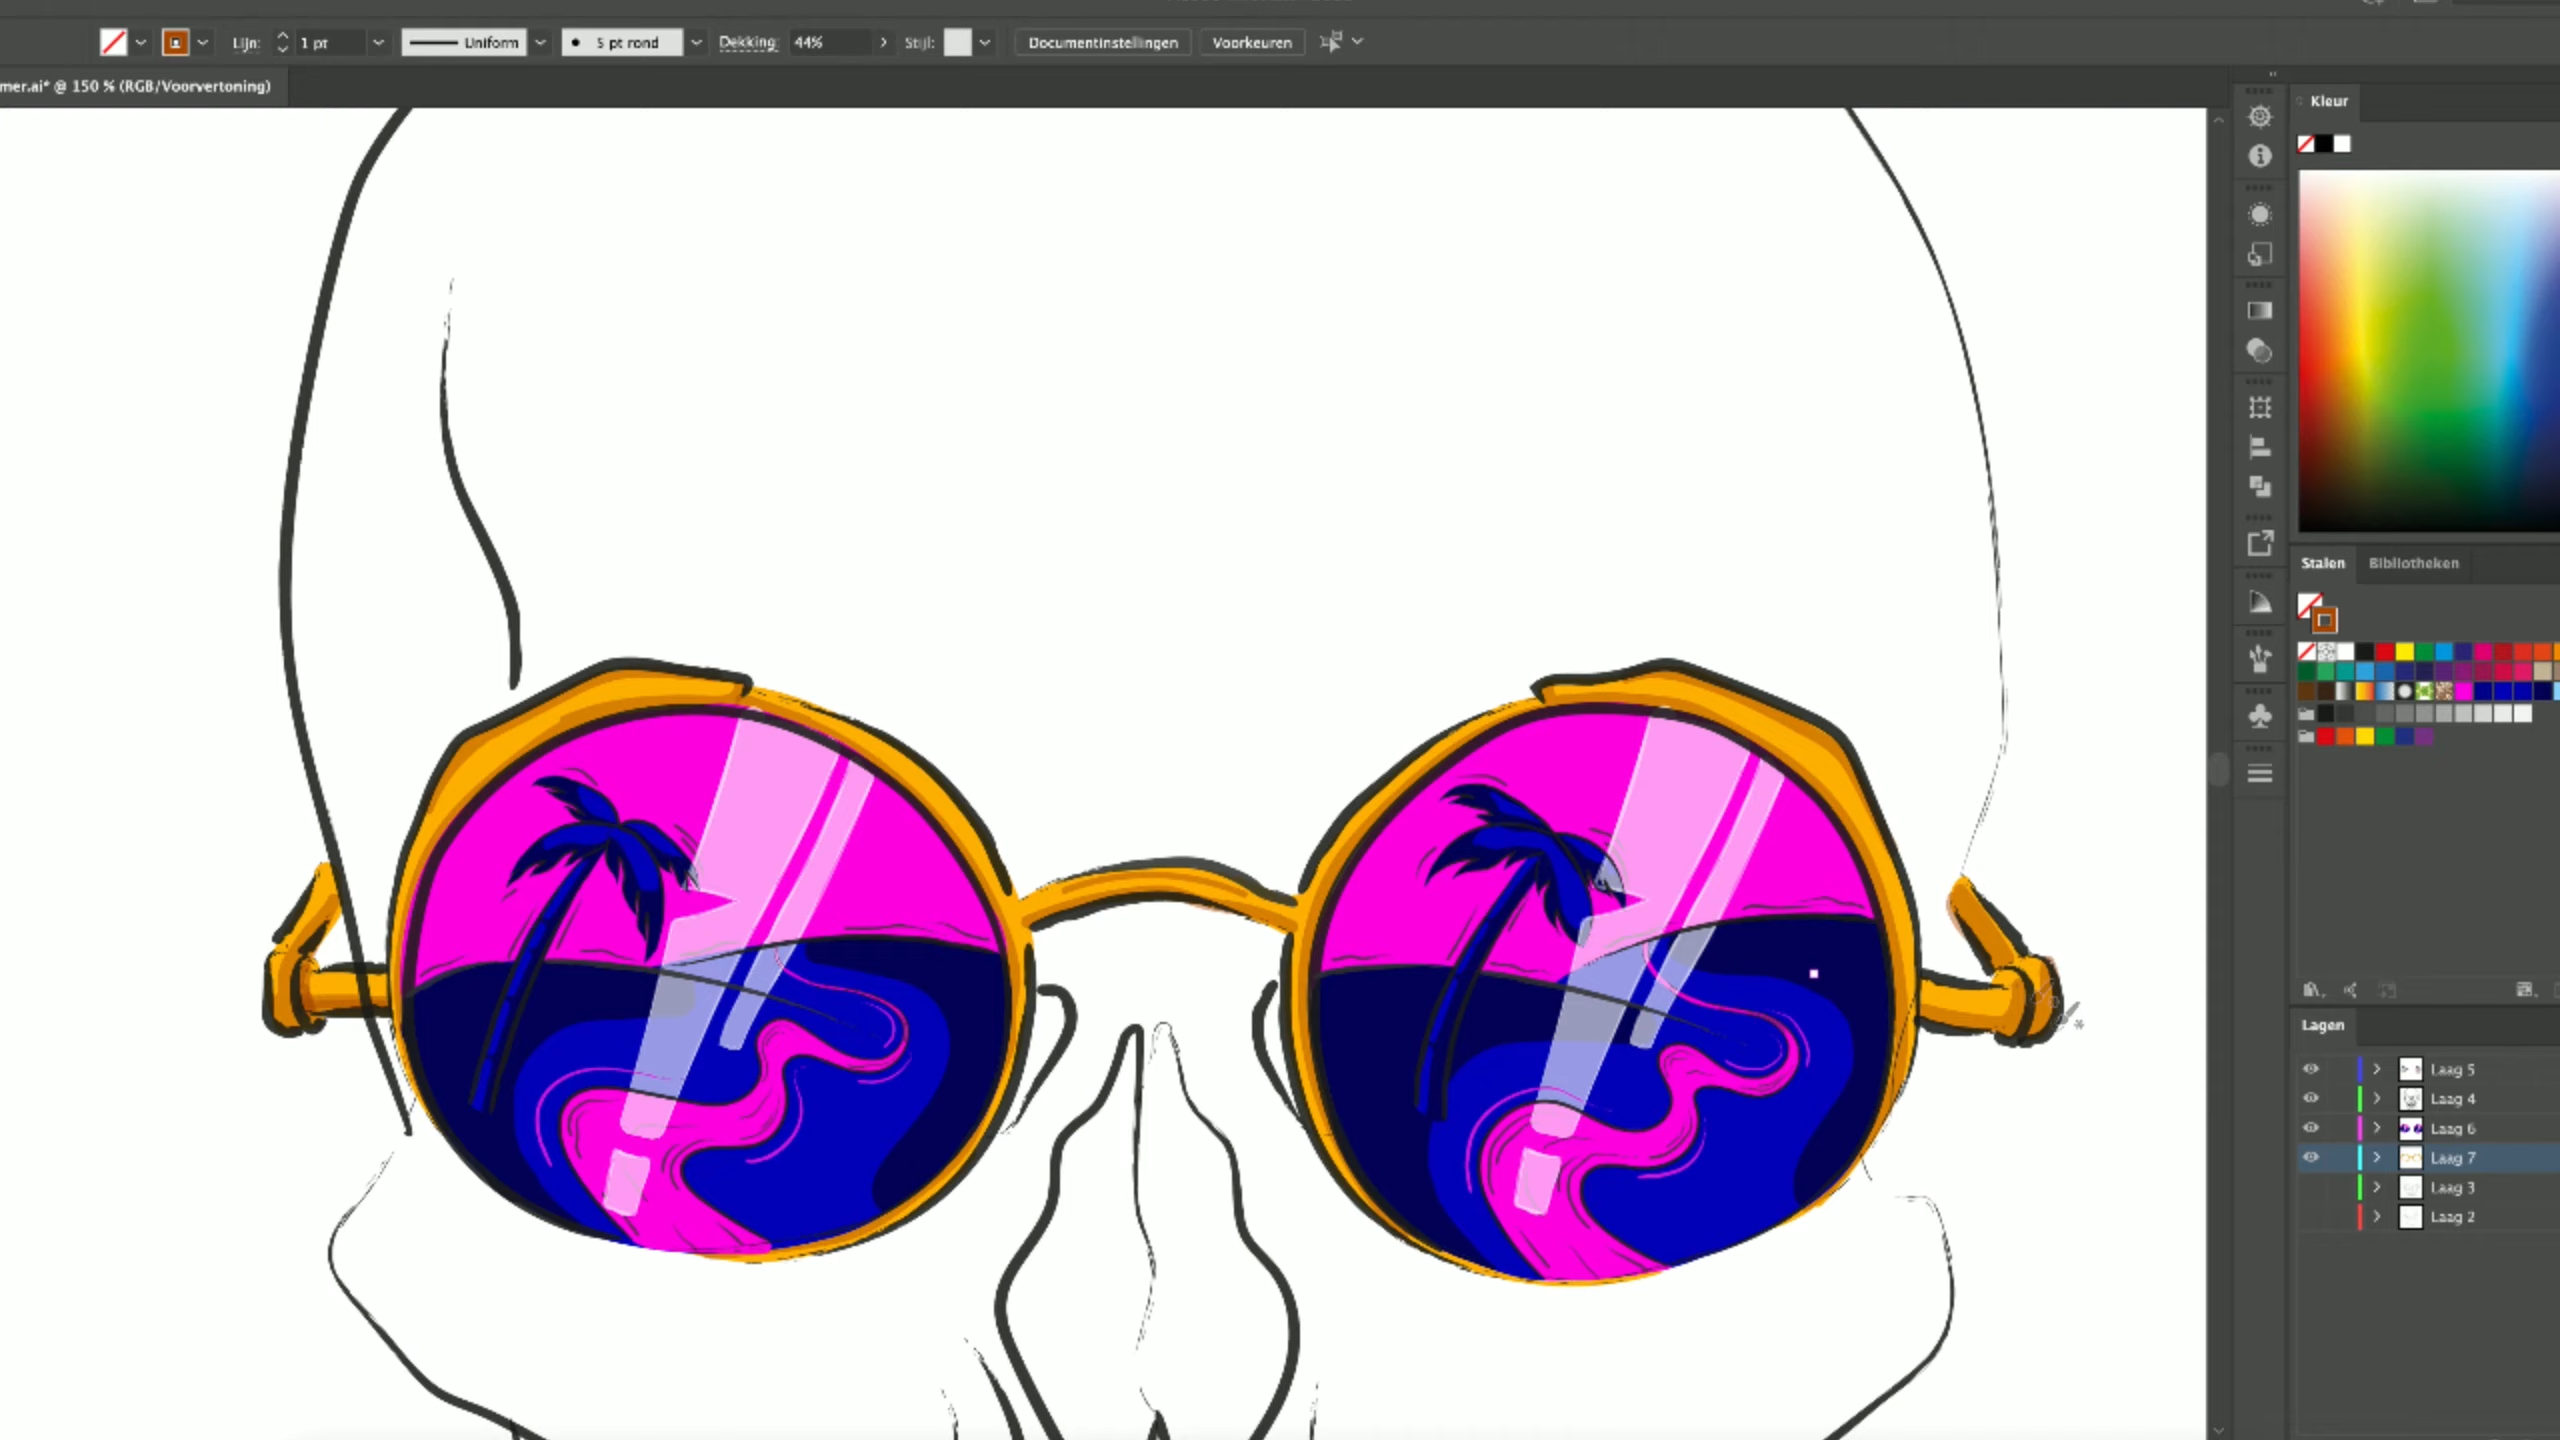 Lijn: 1 pt Uniform 5 pt rond Dekking: 44% Stijl: Documentinstellingen Voorkeuren
mer.ai* @ 150 % (RGB/Voorvertoning)
Kleur
Stalen Bibliotheken
Lagen
Laag 5
Laag 4
Laag 6
Laag 7
Laag 3
Laag 2